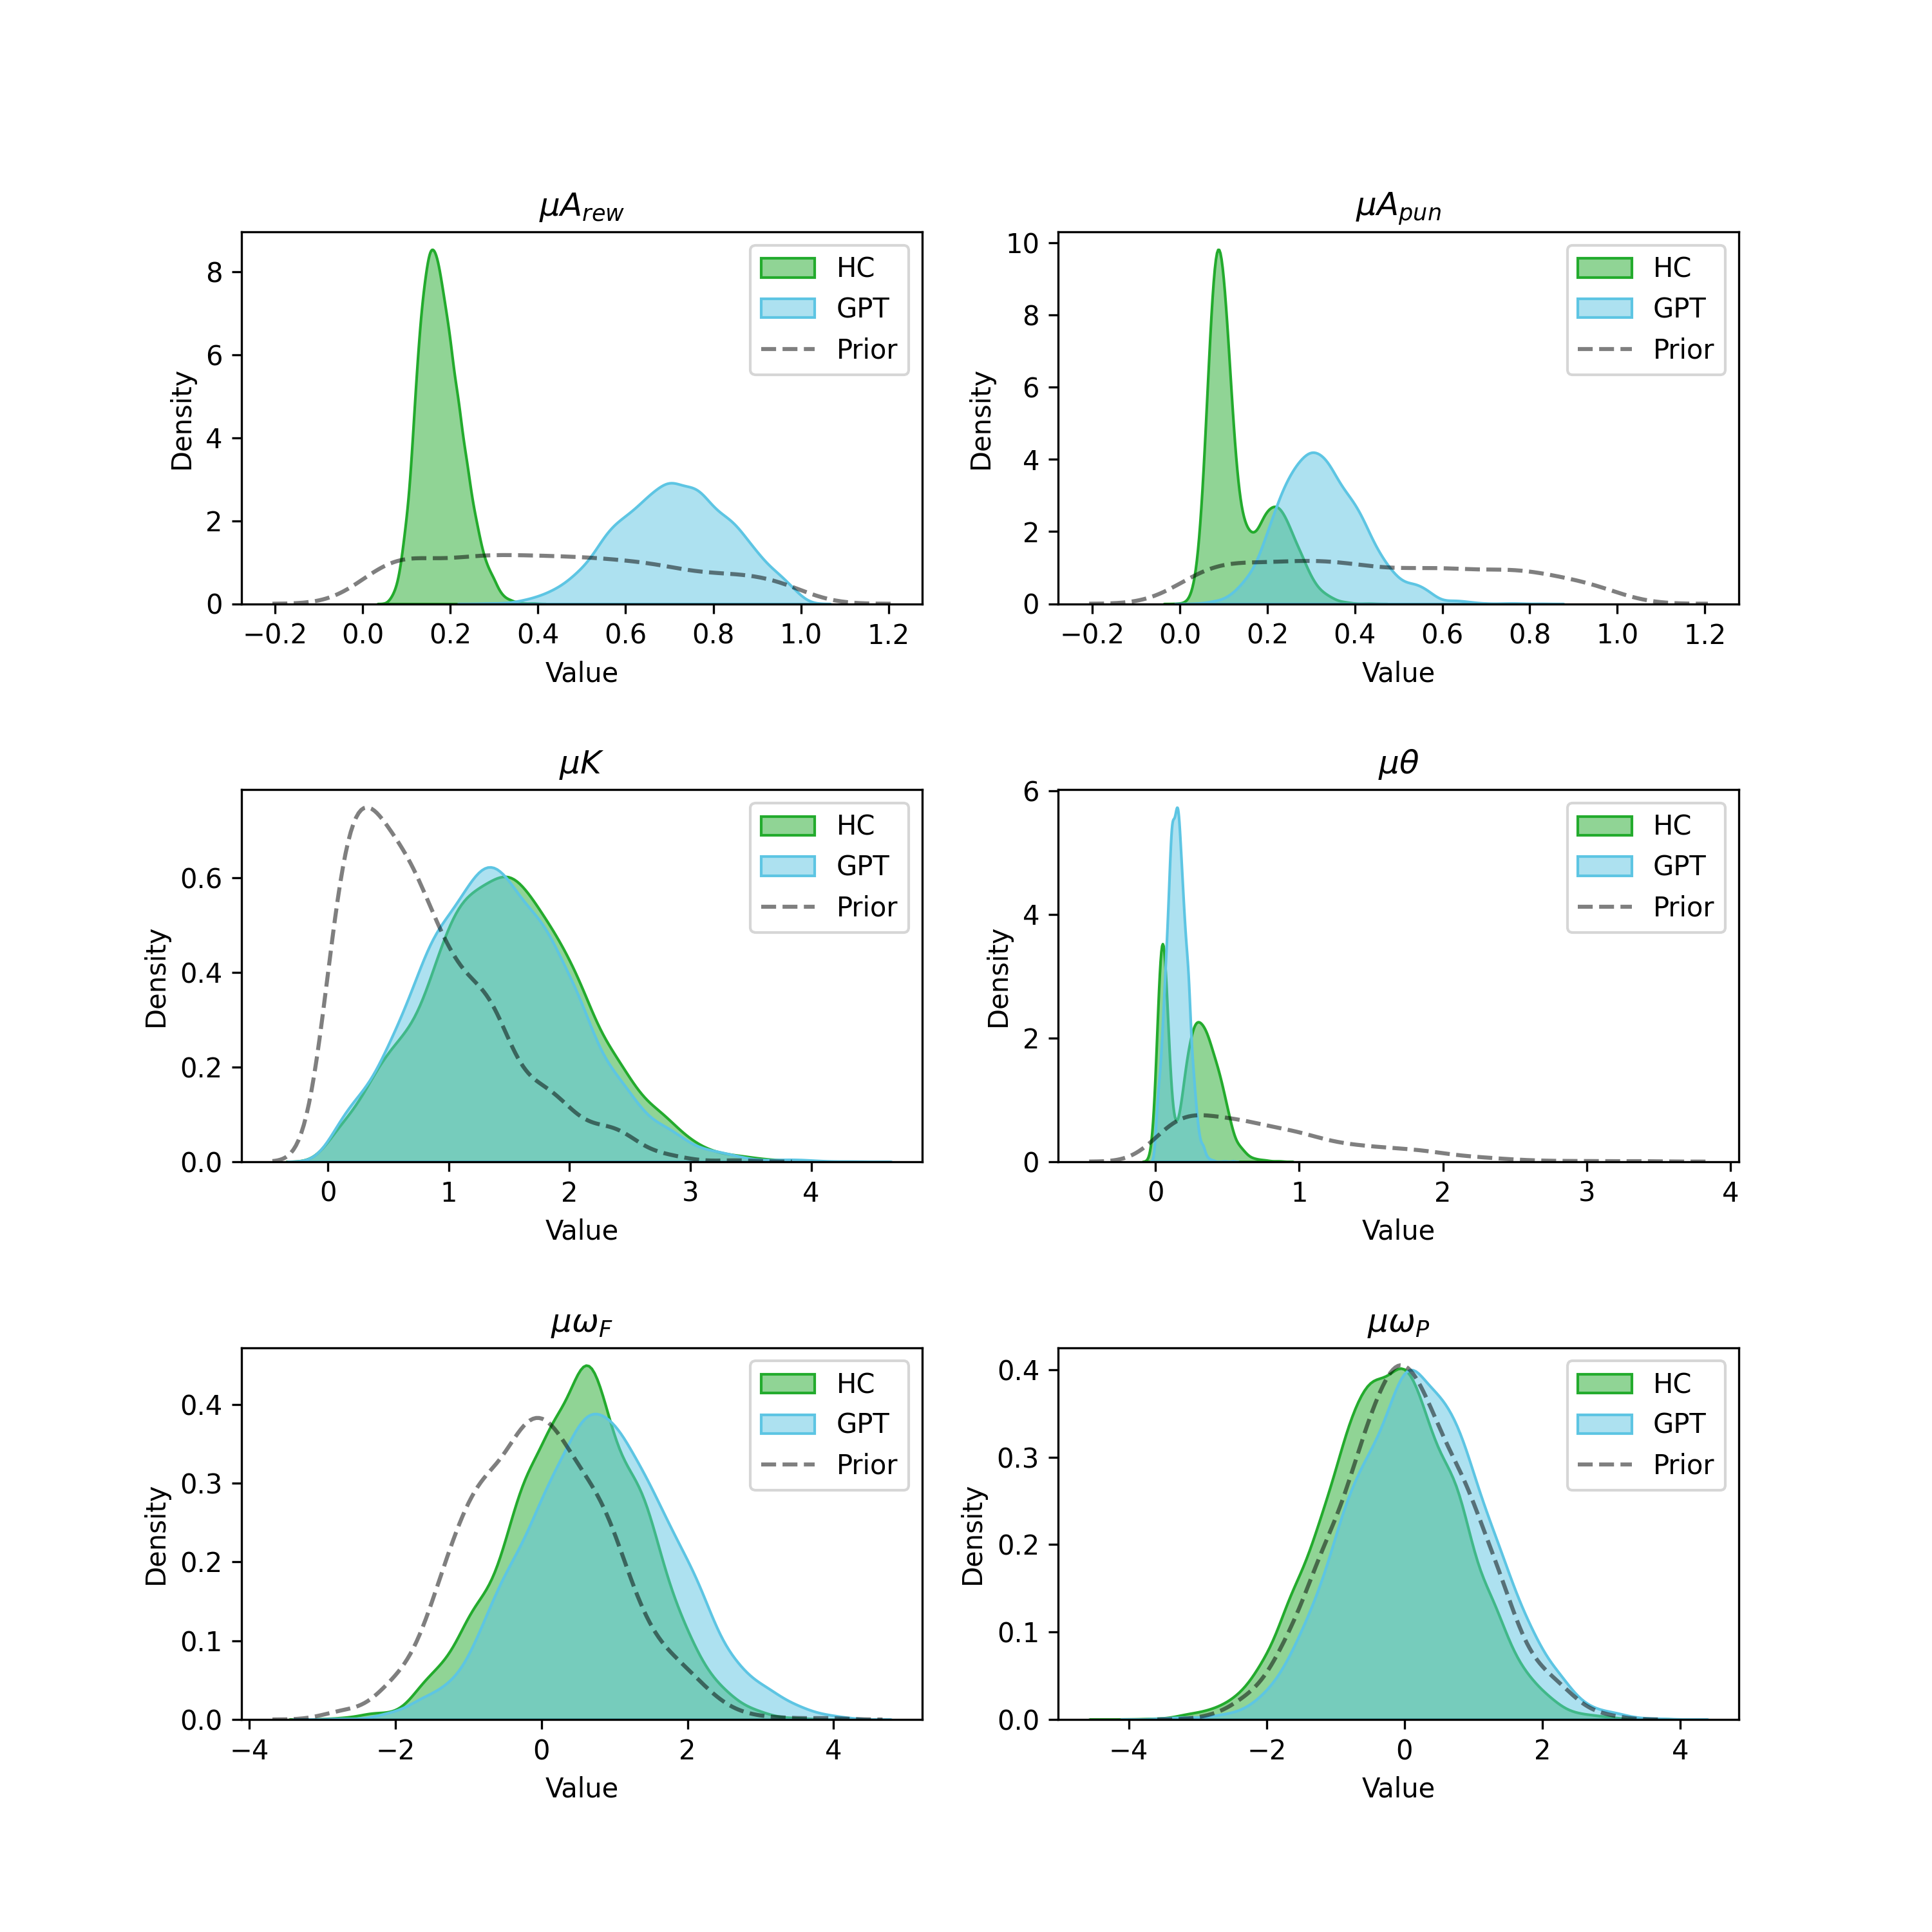 μA_rew
Density
8
6
4
2
0
−0.2 0.0 0.2 0.4 0.6 0.8 1.0 1.2
Value
HC
GPT
Prior
μA_pun
Density
10
8
6
4
2
0
−0.2 0.0 0.2 0.4 0.6 0.8 1.0 1.2
Value
HC
GPT
Prior
μK
Density
0.6
0.4
0.2
0.0
0 1 2 3 4
Value
HC
GPT
Prior
μθ
Density
6
4
2
0
0 1 2 3 4
Value
HC
GPT
Prior
μω_F
Density
0.4
0.3
0.2
0.1
0.0
−4 −2 0 2 4
Value
HC
GPT
Prior
μω_P
Density
0.4
0.3
0.2
0.1
0.0
−4 −2 0 2 4
Value
HC
GPT
Prior